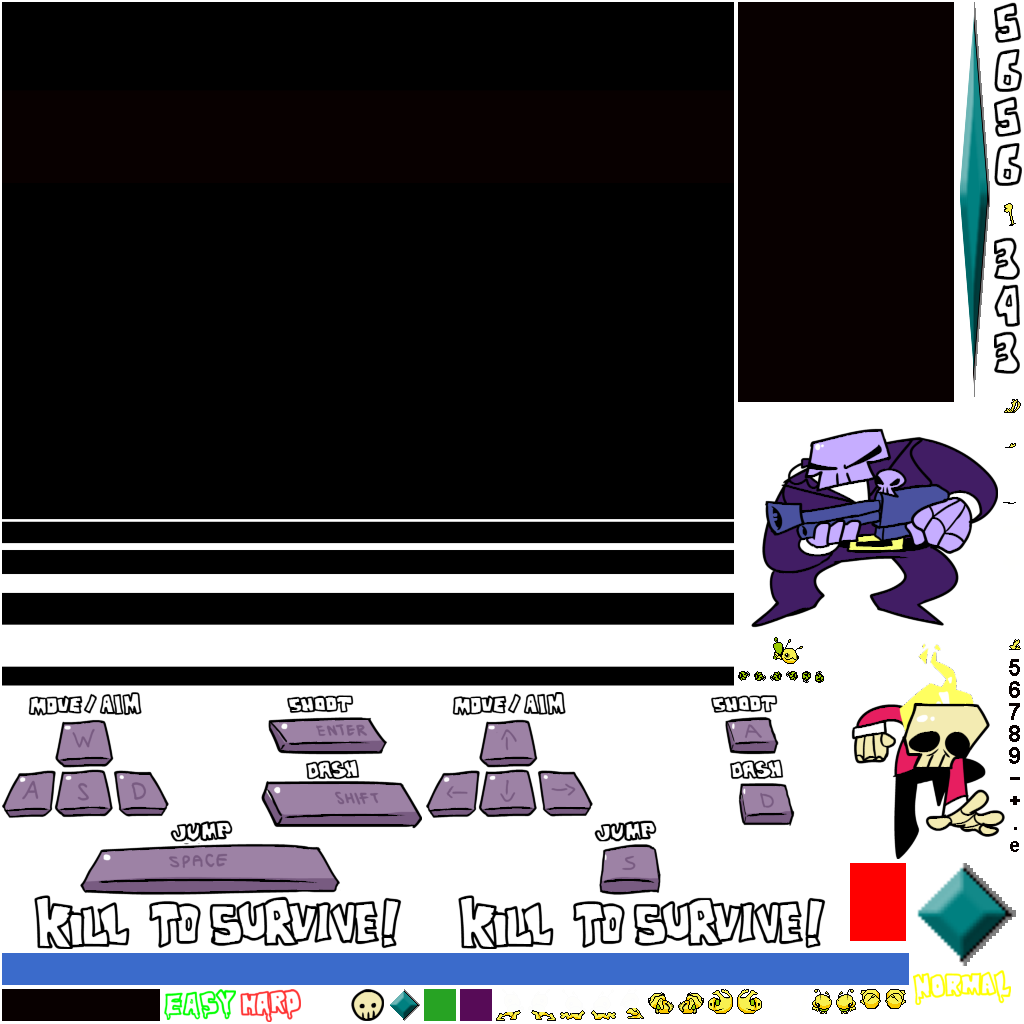 5
6
5
6
3
4
3
5
6
7
8
9
-
+
.
e
MOVE/AIM
W
A S D
SHOOT
ENTER
DASH
SHIFT
JUMP
SPACE
KILL TO SURVIVE!
MOVE/AIM
↑
← ↓ →
SHOOT
A
DASH
D
JUMP
S
KILL TO SURVIVE!
NORMAL
EASY HARD